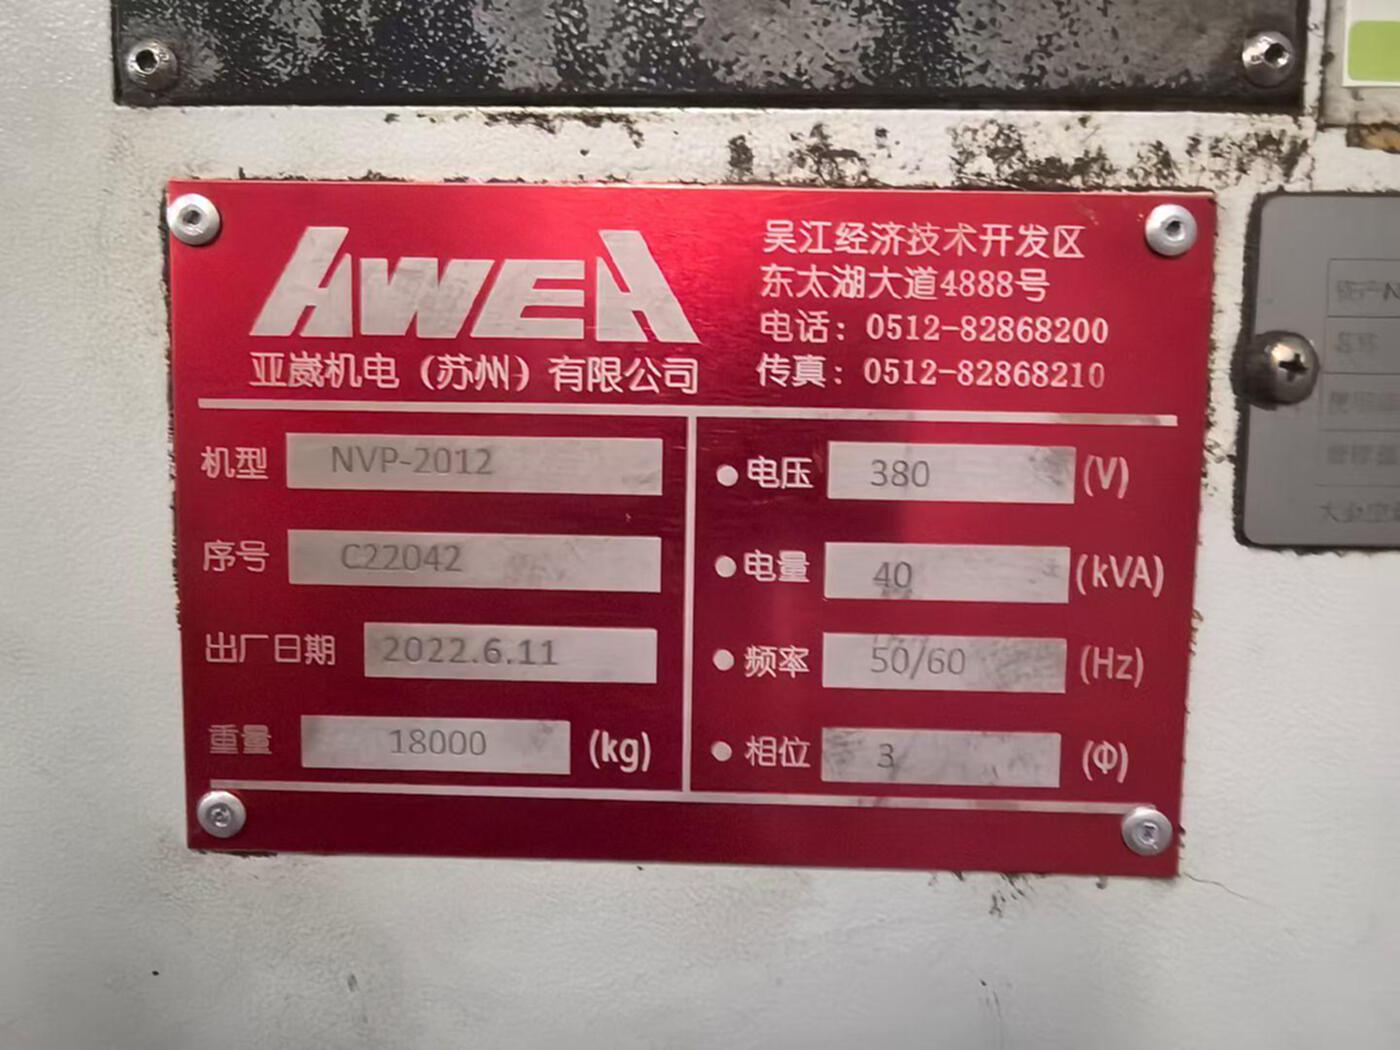 AWEA
亚崴机电（苏州）有限公司
吴江经济技术开发区
东太湖大道4888号
电话：0512-82868200
传真：0512-82868210
机型 NVP-2012
序号 C22042
出厂日期 2022.6.11
重量 18000 (kg)
●电压 380 (V)
●电量 40 (kVA)
●频率 50/60 (Hz)
●相位 3 (Φ)